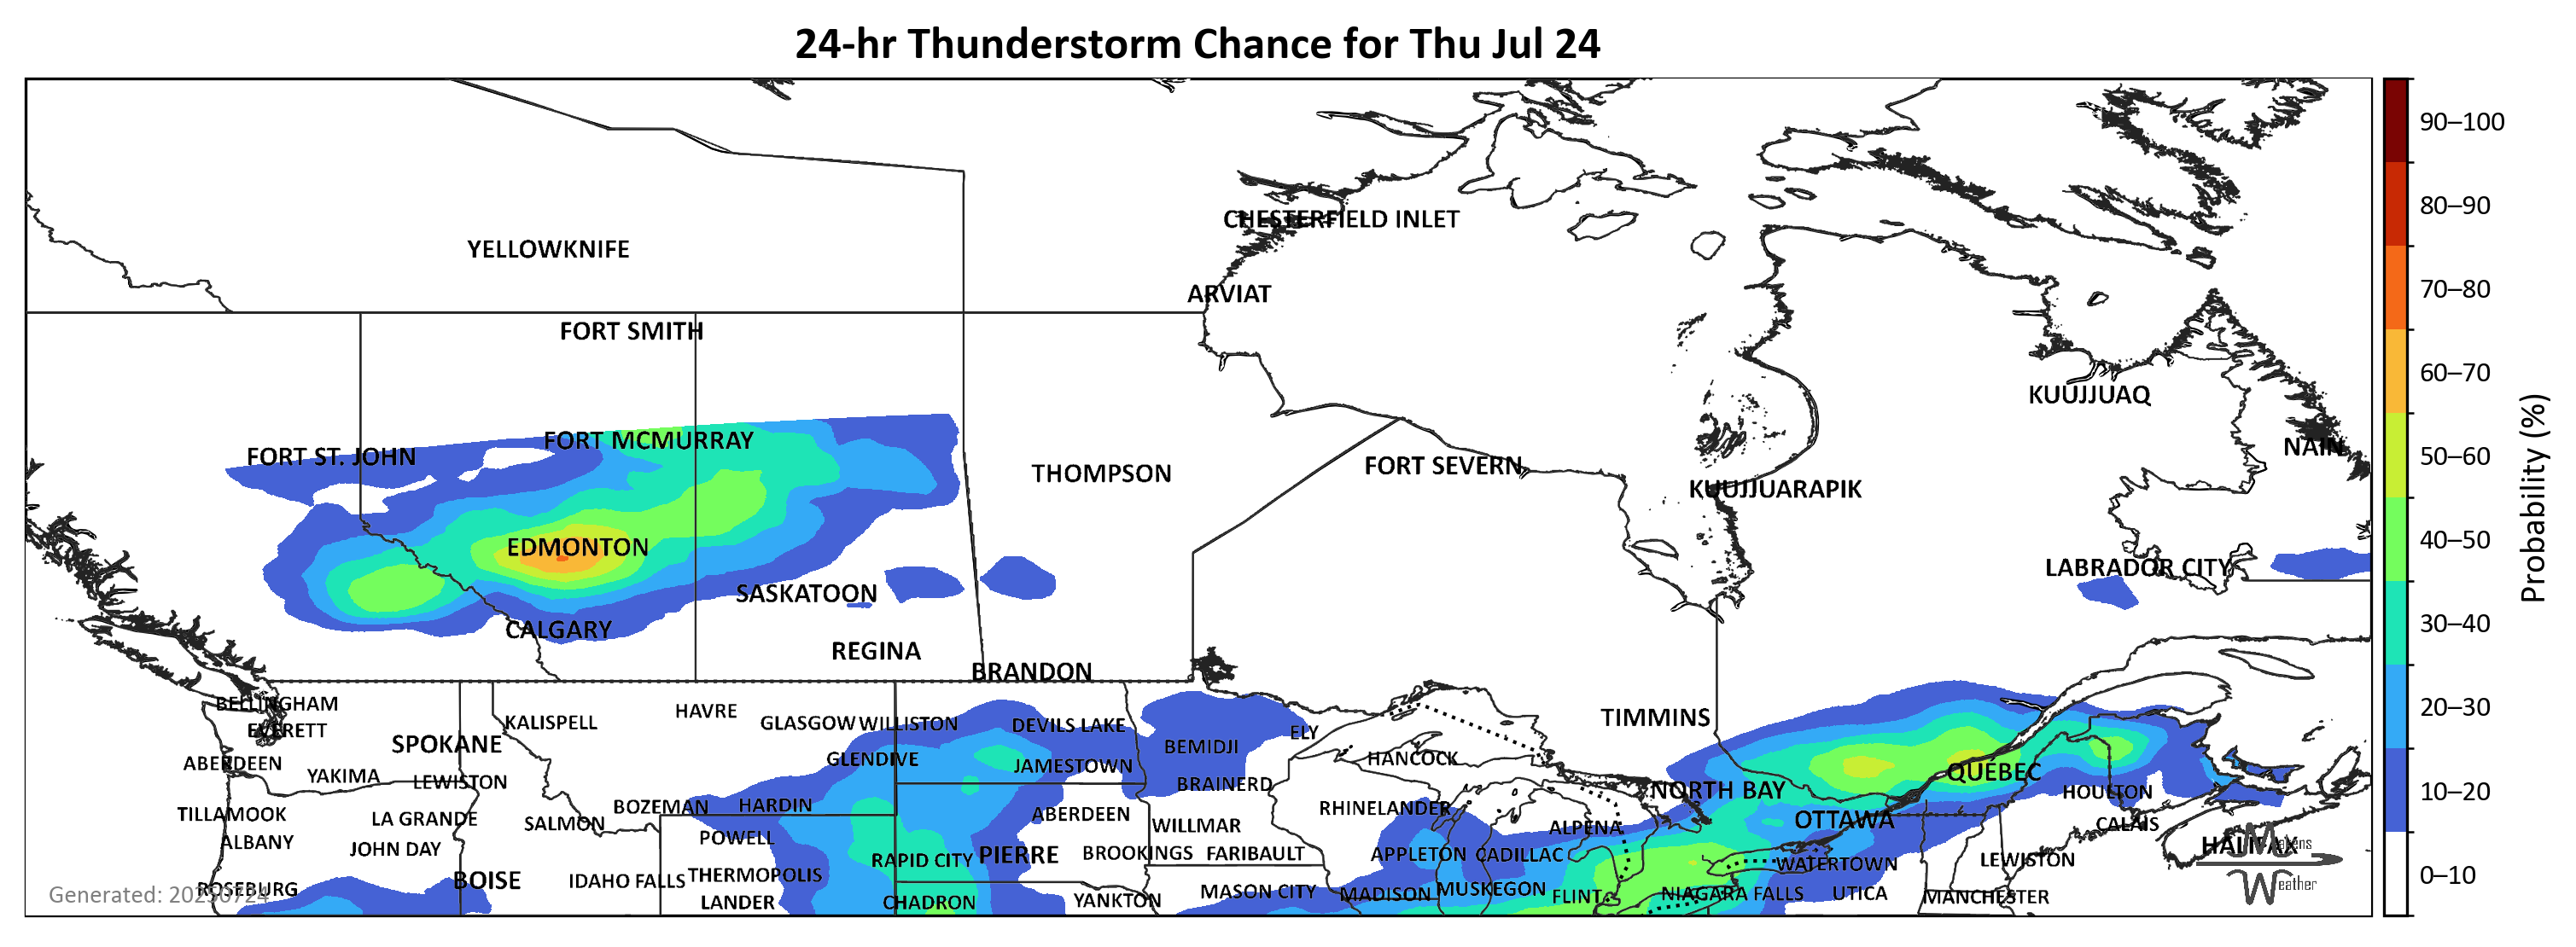 24-hr Thunderstorm Chance for Thu Jul 24
90–100
80–90
CHESTERFIELD INLET
YELLOWKNIFE
ARVIAT
70–80
FORT SMITH
60–70
KUUJJUAQ
FORT MCMURRAY
NAIN
FORT ST. JOHN
50–60
FORT SEVERN
THOMPSON
KUUJJUARAPIK
Probability (%)
40–50
EDMONTON
LABRADOR CITY
SASKATOON
30–40
CALGARY
REGINA
BRANDON
BELLINGHAM
HAVRE
20–30
TIMMINS
KALISPELL
GLASGOW
WILLISTON
DEVILS LAKE
EVERETT
ELY
SPOKANE
BEMIDJI
GLENDIVE
HANCOCK
ABERDEEN
JAMESTOWN
QUÉBEC
YAKIMA
LEWISTON
BRAINERD
NORTH BAY
HOULTON
10–20
BOZEMAN
HARDIN
RHINELANDER
TILLAMOOK
ABERDEEN
LA GRANDE
SALMON
WILLMAR
ALPENA
OTTAWA
CALAIS
POWELL
ALBANY
HALIFAX
JOHN DAY
BROOKINGS
FARIBAULT
APPLETON
CADILLAC
PIERRE
RAPID CITY
WATERTOWN
LEWISTON
THERMOPOLIS
BOISE
IDAHO FALLS
0–10
ROSEBURG
MASON CITY
MADISON
MUSKEGON
FLINT
NIAGARA FALLS
UTICA
MANCHESTER
LANDER
CHADRON
YANKTON
Generated: 20250724
Weather